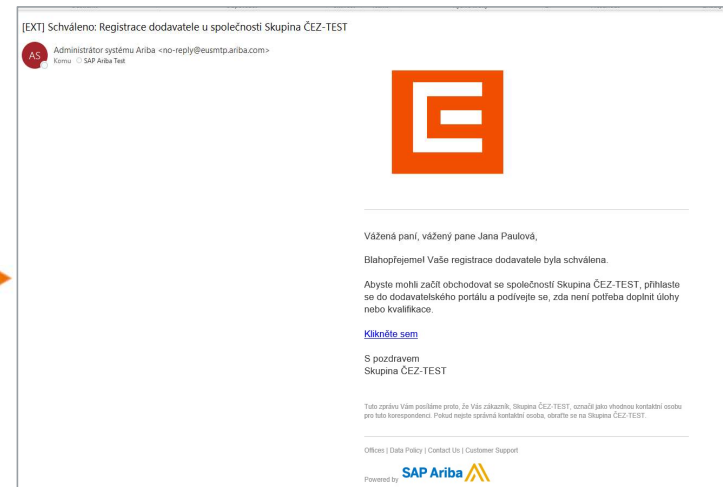 [EXT] Schváleno: Registrace dodavatele u společnosti Skupina ČEZ-TEST
AS
Administrátor systému Ariba <no-reply@eusmtp.ariba.com>
Komu SAP Ariba Test
Vážená paní, vážený pane Jana Paulová,
Blahopřejeme! Vaše registrace dodavatele byla schválena.
Abyste mohli začít obchodovat se společností Skupina ČEZ-TEST, přihlaste
se do dodavatelského portálu a podívejte se, zda není potřeba doplnit úlohy
nebo kvalifikace.
Klikněte sem
S pozdravem
Skupina ČEZ-TEST
Tuto zprávu Vám posíláme proto, že Vás zákazník, Skupina ČEZ-TEST, označil jako vhodnou kontaktní osobu
pro tuto korespondenci. Pokud nejste správná kontaktní osoba, obraťte se na Skupina ČEZ-TEST.
Offices | Data Policy | Contact Us | Customer Support
Powered by SAP Ariba